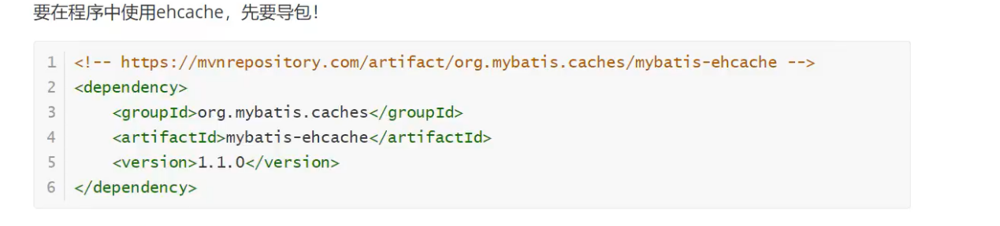 要在程序中使用ehcache，先要导包！
1 <!-- https://mvnrepository.com/artifact/org.mybatis.caches/mybatis-ehcache -->
2 <dependency>
3     <groupId>org.mybatis.caches</groupId>
4     <artifactId>mybatis-ehcache</artifactId>
5     <version>1.1.0</version>
6 </dependency>